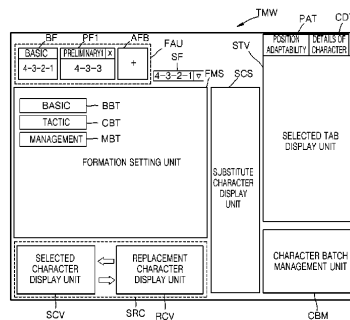 TMW
BF PF1 AFB
FAU
SF
STV
PAT
CD
BASIC
4-3-2-1
PRELIMINARY1 X
4-3-3
+
4-3-2-1 ▽
FMS
SCS
POSITION
ADAPTABILITY
DETAILS OF
CHARACTER
BASIC BBT
TACTIC CBT
MANAGEMENT MBT
FORMATION SETTING UNIT
SUBSTITUTE
CHARACTER
DISPLAY
UNIT
SELECTED TAB
DISPLAY UNIT
SELECTED
CHARACTER
DISPLAY UNIT
REPLACEMENT
CHARACTER
DISPLAY UNIT
CHARACTER BATCH
MANAGEMENT UNIT
SCV
SRC
RCV
CBM